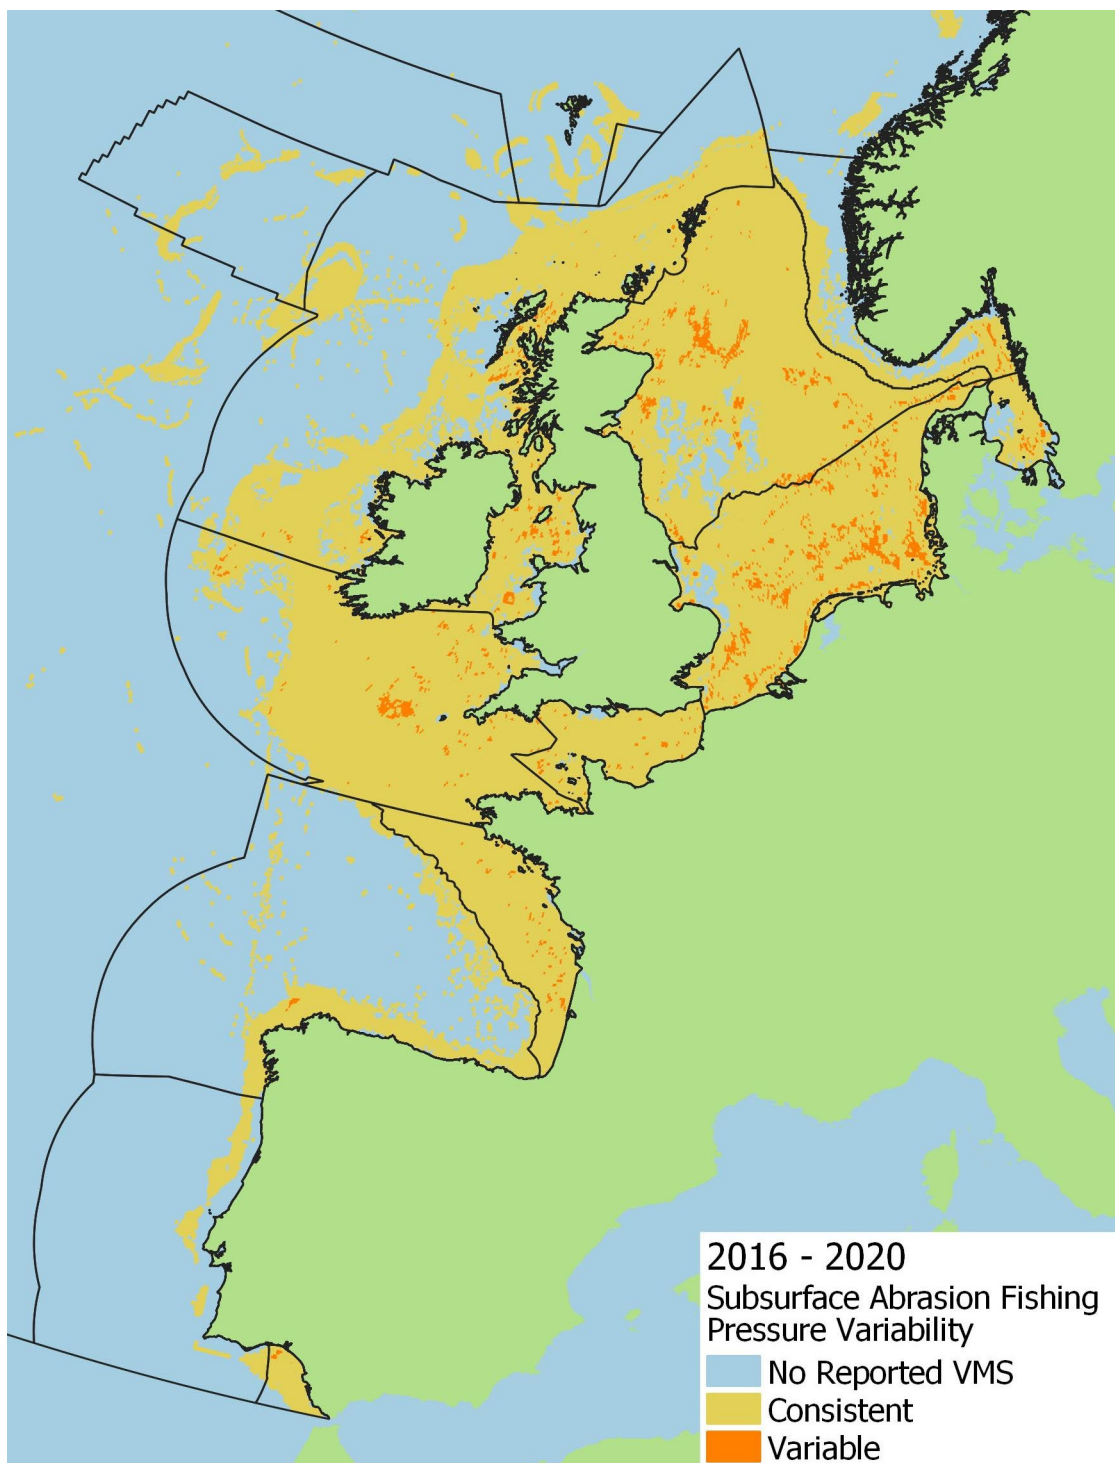 2016 - 2020
Subsurface Abrasion Fishing
Pressure Variability
No Reported VMS
Consistent
Variable